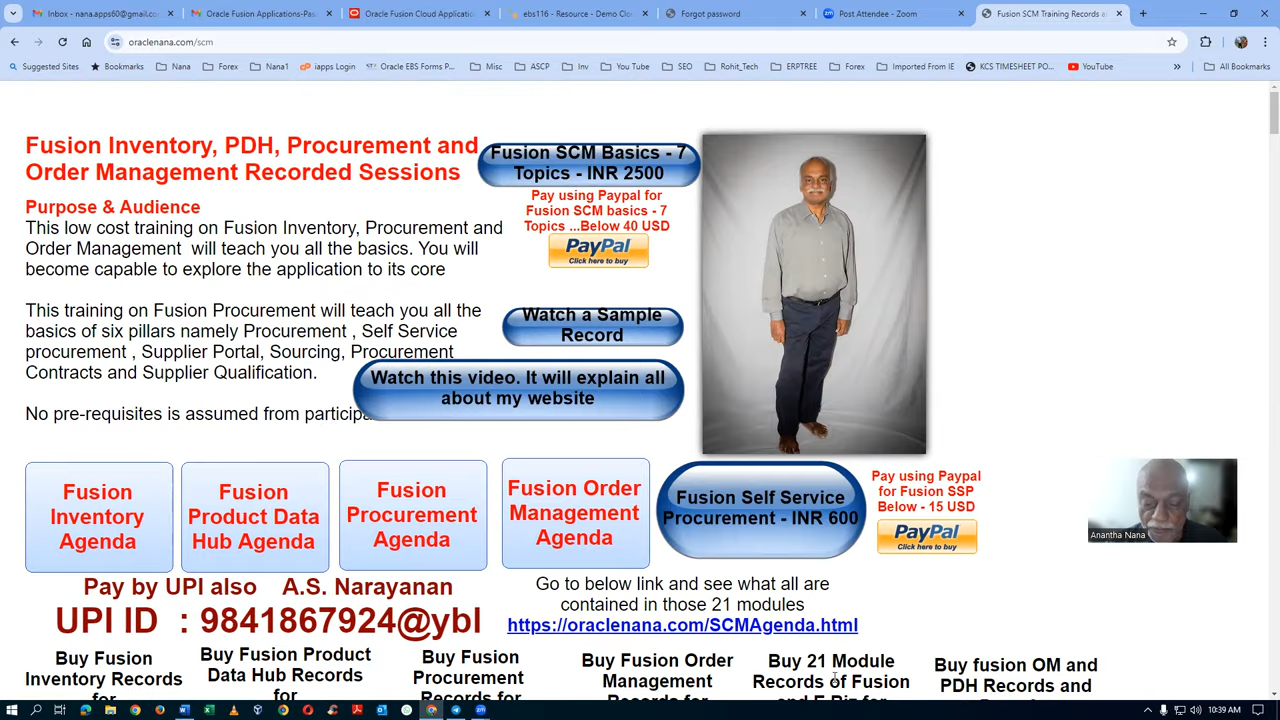 Inbox - nana.apps60@gmail.co
Oracle Fusion Applications-Pas
Oracle Fusion Cloud Applicat
ebs116 - Resource - Demo Cl
Forgot password
Post Attendee - Zoom
Fusion SCM Training Records a
oraclenana.com/scm
Suggested Sites
Bookmarks
Nana
Forex
Nana1
iapps Login
Oracle EBS Forms P...
Misc
ASCP
Inv
You Tube
SEO
Rohit_Tech
ERPTREE
Forex
Imported From IE
KCS TIMESHEET PO...
YouTube
All Bookmarks
Fusion Inventory, PDH, Procurement and
Order Management Recorded Sessions
Fusion SCM Basics - 7
Topics - INR 2500
Pay using Paypal for
Fusion SCM basics - 7
Topics ...Below 40 USD
PayPal
Click here to buy
Purpose & Audience
This low cost training on Fusion Inventory, Procurement and
Order Management will teach you all the basics. You will
become capable to explore the application to its core
This training on Fusion Procurement will teach you all the
basics of six pillars namely Procurement , Self Service
procurement , Supplier Portal, Sourcing, Procurement
Contracts and Supplier Qualification.
No pre-requisites is assumed from particip
Watch a Sample
Record
Watch this video. It will explain all
about my website
Fusion
Inventory
Agenda
Fusion
Product Data
Hub Agenda
Fusion
Procurement
Agenda
Fusion Order
Management
Agenda
Fusion Self Service
Procurement - INR 600
Pay using Paypal
for Fusion SSP
Below - 15 USD
PayPal
Click here to buy
Anantha Nana
Pay by UPI also A.S. Narayanan
UPI ID : 9841867924@ybl
Go to below link and see what all are
contained in those 21 modules
https://oraclenana.com/SCMAgenda.html
Buy Fusion
Inventory Records
for
Buy Fusion Product
Data Hub Records
for
Buy Fusion
Procurement
Records for
Buy Fusion Order
Management
Records for
Buy 21 Module
Records of Fusion
and E Biz for
Buy fusion OM and
PDH Records and
10:39 AM